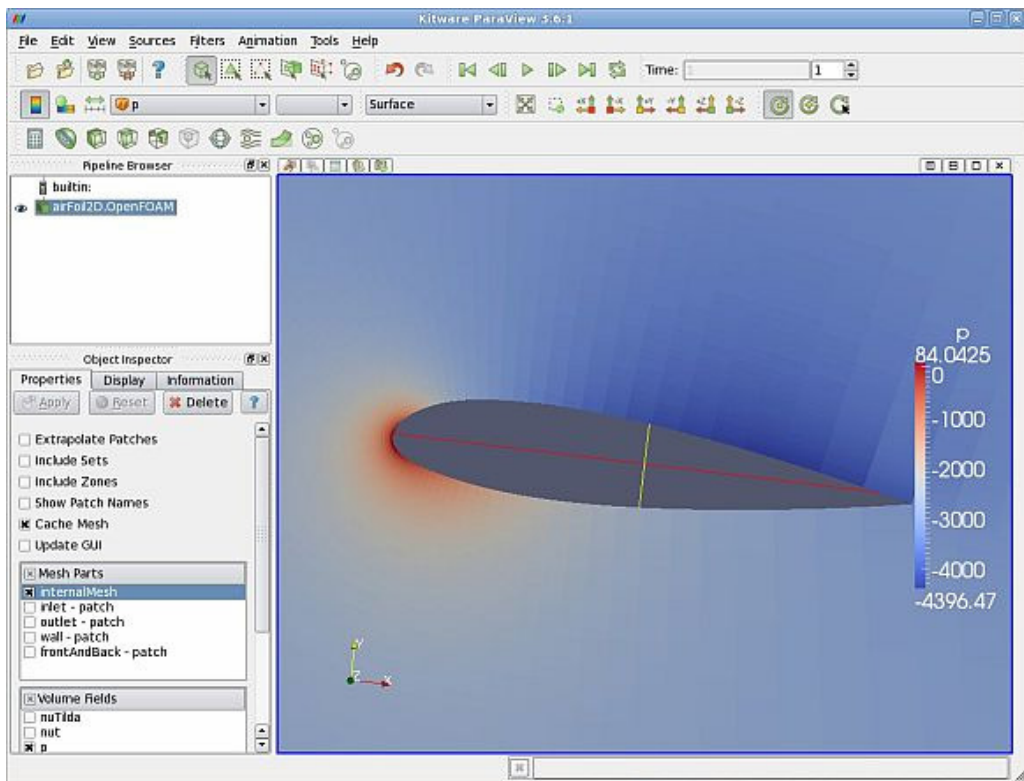 Kitware ParaView 3.6.1
File Edit View Sources Filters Animation Tools Help
? Time: 1 1
p Surface
Pipeline Browser
builtin:
airFoil2D.OpenFOAM
Object Inspector
Properties Display Information
Apply Reset Delete ?
Extrapolate Patches
Include Sets
Include Zones
Show Patch Names
Cache Mesh
Update GUI
Mesh Parts
internalMesh
inlet - patch
outlet - patch
wall - patch
frontAndBack - patch
Volume Fields
nuTilda
nut
p
p
84.0425
0
-1000
-2000
-3000
-4000
-4396.47
Y
Z X